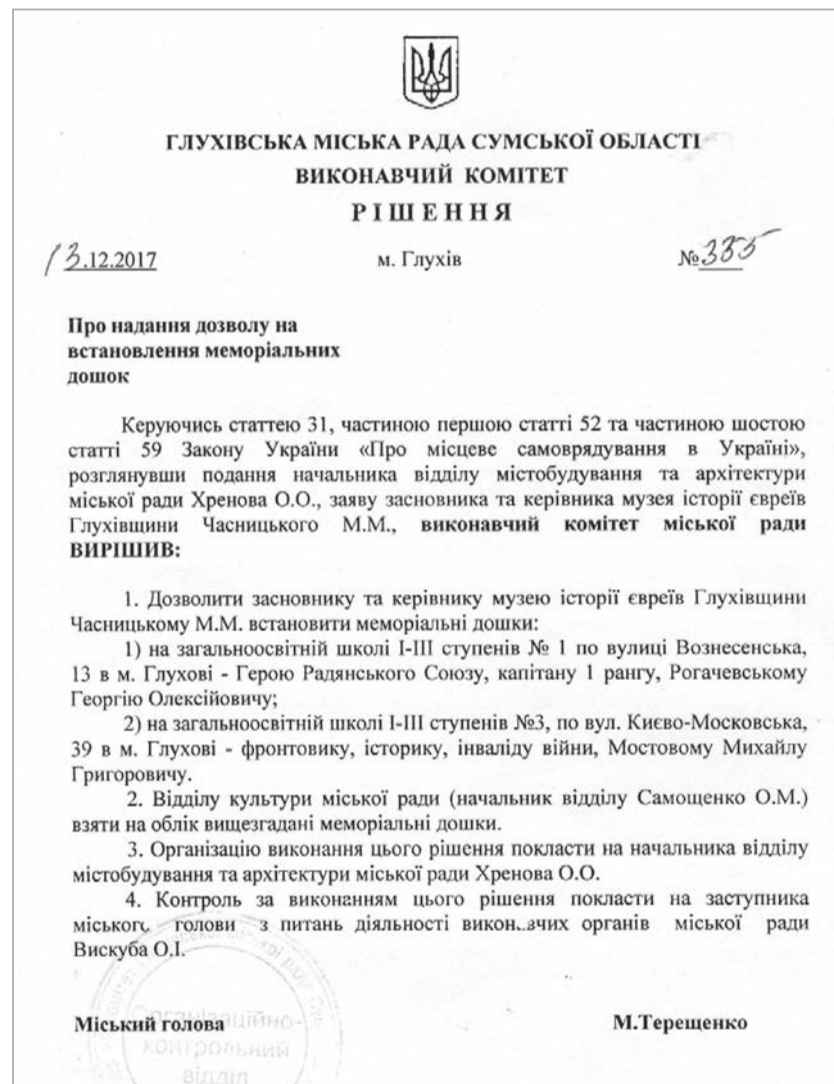 ГЛУХІВСЬКА МІСЬКА РАДА СУМСЬКОЇ ОБЛАСТІ
ВИКОНАВЧИЙ КОМІТЕТ
РІШЕННЯ
13.12.2017 м. Глухів №335
Про надання дозволу на
встановлення меморіальних
дошок
Керуючись статтею 31, частиною першою статті 52 та частиною шостою
статті 59 Закону України «Про місцеве самоврядування в Україні»,
розглянувши подання начальника відділу містобудування та архітектури
міської ради Хренова О.О., заяву засновника та керівника музея історії євреїв
Глухівщини Часницького М.М., виконавчий комітет міської ради
ВИРІШИВ:
1. Дозволити засновнику та керівнику музею історії євреїв Глухівщини
Часницькому М.М. встановити меморіальні дошки:
1) на загальноосвітній школі І-ІІІ ступенів № 1 по вулиці Вознесенська,
13 в м. Глухові - Герою Радянського Союзу, капітану 1 рангу, Рогачевському
Георгію Олексійовичу;
2) на загальноосвітній школі І-ІІІ ступенів №3, по вул. Києво-Московська,
39 в м. Глухові - фронтовику, історику, інваліду війни, Мостовому Михайлу
Григоровичу.
2. Відділу культури міської ради (начальник відділу Самощенко О.М.)
взяти на облік вищезгадані меморіальні дошки.
3. Організацію виконання цього рішення покласти на начальника відділу
містобудування та архітектури міської ради Хренова О.О.
4. Контроль за виконанням цього рішення покласти на заступника
міського голови з питань діяльності виконавчих органів міської ради
Вискуба О.І.
Міський голова М.Терещенко
Організаційно-
контрольний
відділ